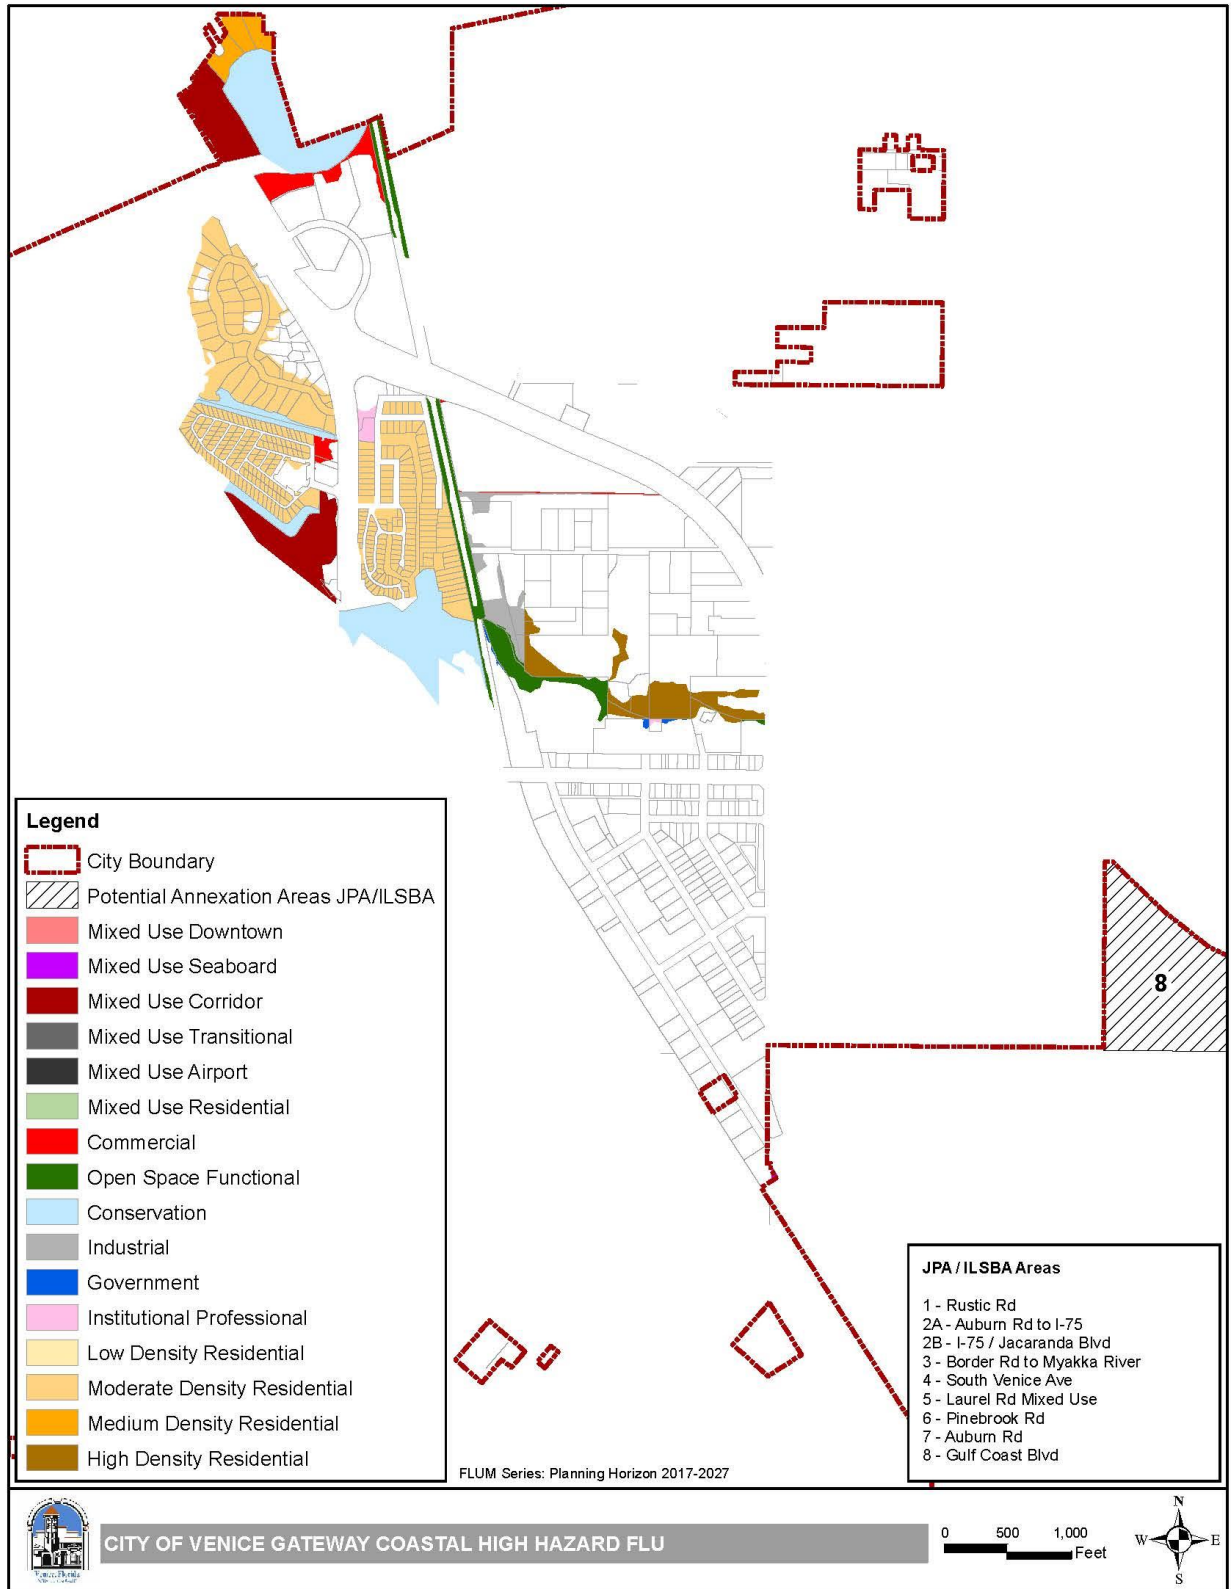 8
Legend
City Boundary
Potential Annexation Areas JPA/ILSBA
Mixed Use Downtown
Mixed Use Seaboard
Mixed Use Corridor
Mixed Use Transitional
Mixed Use Airport
Mixed Use Residential
Commercial
Open Space Functional
Conservation
Industrial
Government
Institutional Professional
Low Density Residential
Moderate Density Residential
Medium Density Residential
High Density Residential
FLUM Series: Planning Horizon 2017-2027
JPA / ILSBA Areas
1 - Rustic Rd
2A - Auburn Rd to I-75
2B - I-75 / Jacaranda Blvd
3 - Border Rd to Myakka River
4 - South Venice Ave
5 - Laurel Rd Mixed Use
6 - Pinebrook Rd
7 - Auburn Rd
8 - Gulf Coast Blvd
Venice, Florida
CITY OF VENICE GATEWAY COASTAL HIGH HAZARD FLU
0 500 1,000
Feet
N
W E
S